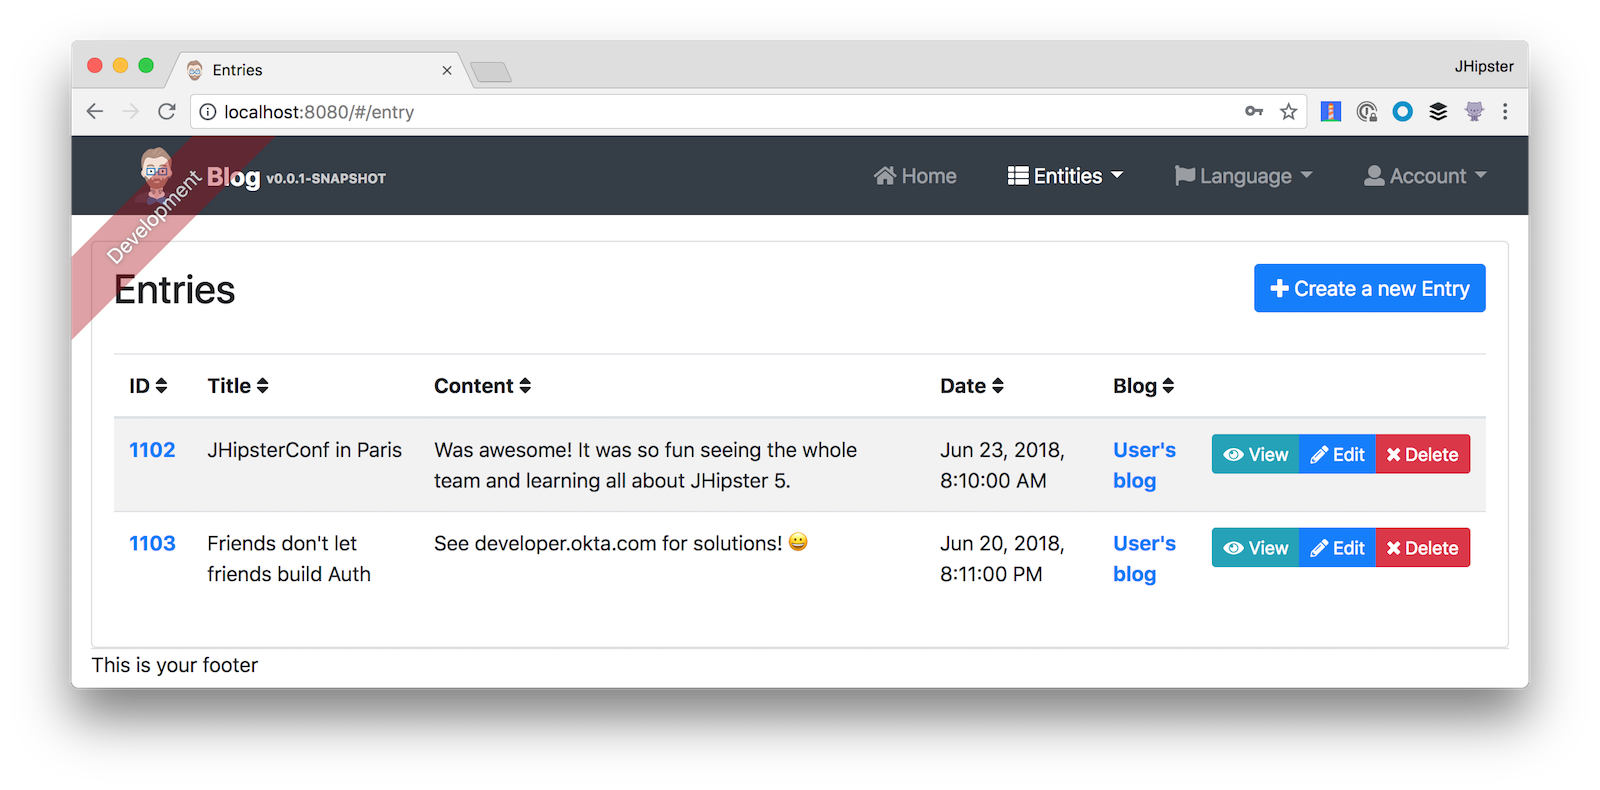 Entries
JHipster
localhost:8080/#/entry
Development
Blog v0.0.1-SNAPSHOT
Home
Entities
Language
Account
Entries
Create a new Entry
ID Title Content Date Blog
1102 JHipsterConf in Paris Was awesome! It was so fun seeing the whole Jun 23, 2018, User's View Edit Delete
team and learning all about JHipster 5. 8:10:00 AM blog
1103 Friends don't let See developer.okta.com for solutions! 😀 Jun 20, 2018, User's View Edit Delete
friends build Auth 8:11:00 PM blog
This is your footer